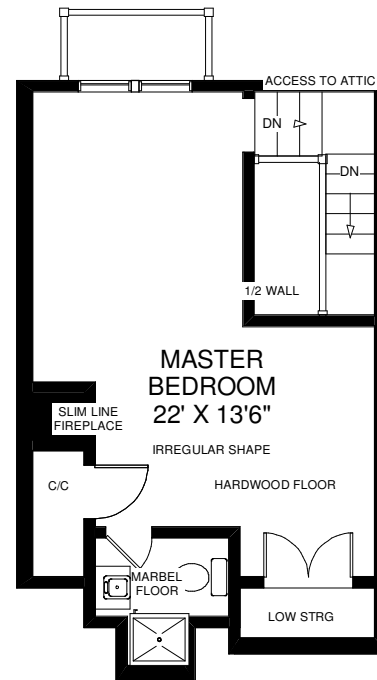 ACCESS TO ATTIC
DN
DN
1/2 WALL
MASTER
BEDROOM
22' X 13'6"
SLIM LINE
FIREPLACE
IRREGULAR SHAPE
C/C
HARDWOOD FLOOR
MARBEL
FLOOR
LOW STRG